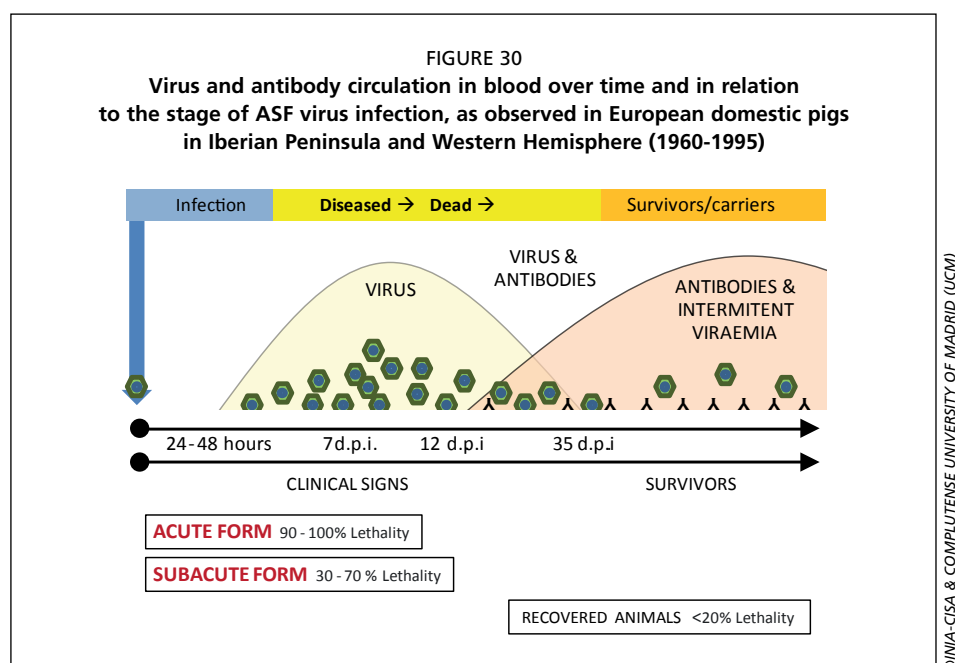 FIGURE 30
Virus and antibody circulation in blood over time and in relation
to the stage of ASF virus infection, as observed in European domestic pigs
in Iberian Peninsula and Western Hemisphere (1960-1995)
Infection Diseased → Dead → Survivors/carriers
VIRUS &
ANTIBODIES
VIRUS
ANTIBODIES &
INTERMITENT
VIRAEMIA
24-48 hours 7d.p.i. 12 d.p.i 35 d.p.i
CLINICAL SIGNS SURVIVORS
ACUTE FORM 90-100% Lethality
SUBACUTE FORM 30-70 % Lethality
RECOVERED ANIMALS <20% Lethality
DINIA-CISA & COMPLUTENSE UNIVERSITY OF MADRID (UCM)